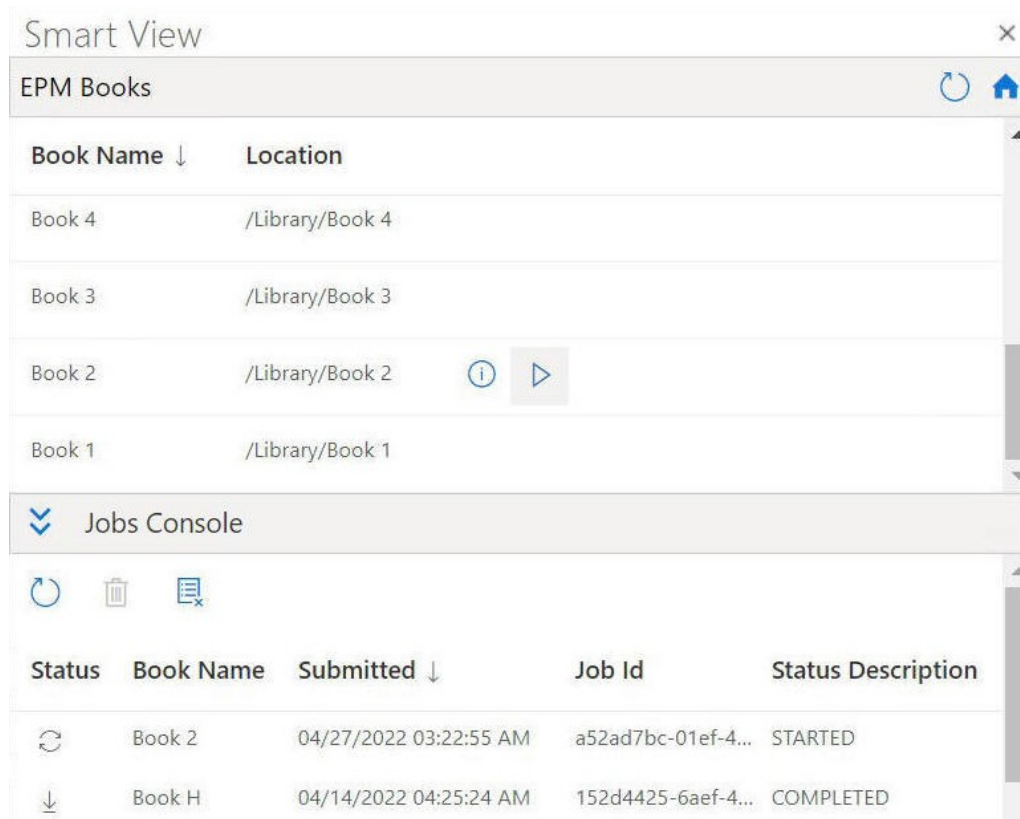 Smart View
EPM Books
Book Name ↓ Location
Book 4 /Library/Book 4
Book 3 /Library/Book 3
Book 2 /Library/Book 2
Book 1 /Library/Book 1
Jobs Console
Status Book Name Submitted ↓ Job Id Status Description
Book 2 04/27/2022 03:22:55 AM a52ad7bc-01ef-4... STARTED
Book H 04/14/2022 04:25:24 AM 152d4425-6aef-4... COMPLETED